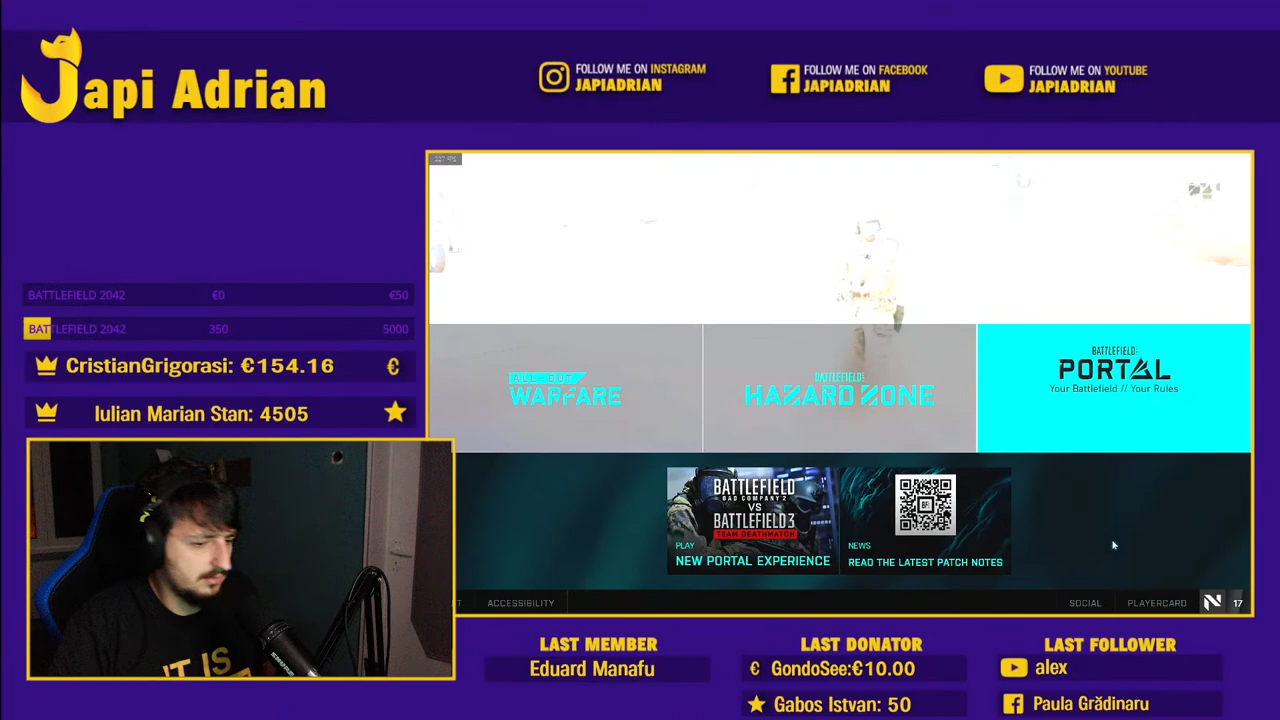 Japi Adrian
FOLLOW ME ON INSTAGRAM
JAPIADRIAN
FOLLOW ME ON FACEBOOK
JAPIADRIAN
FOLLOW ME ON YOUTUBE
JAPIADRIAN
BATTLEFIELD 2042 €0 €50
BATTLEFIELD 2042 350 5000
CristianGrigorasi: €154.16 €
Iulian Marian Stan: 4505
ALL-OUT
WARFARE
BATTLEFIELD
HAZARD ZONE
BATTLEFIELD
PORTAL
Your Battlefield // Your Rules
BATTLEFIELD
BAD COMPANY 2
VS
BATTLEFIELD 3
TEAM DEATHMATCH
PLAY
NEW PORTAL EXPERIENCE
NEWS
READ THE LATEST PATCH NOTES
ACCESSIBILITY
SOCIAL
PLAYERCARD
17
IT IS
LAST MEMBER
Eduard Manafu
LAST DONATOR
€ GondoSee:€10.00
Gabos Istvan: 50
LAST FOLLOWER
alex
Paula Grădinaru